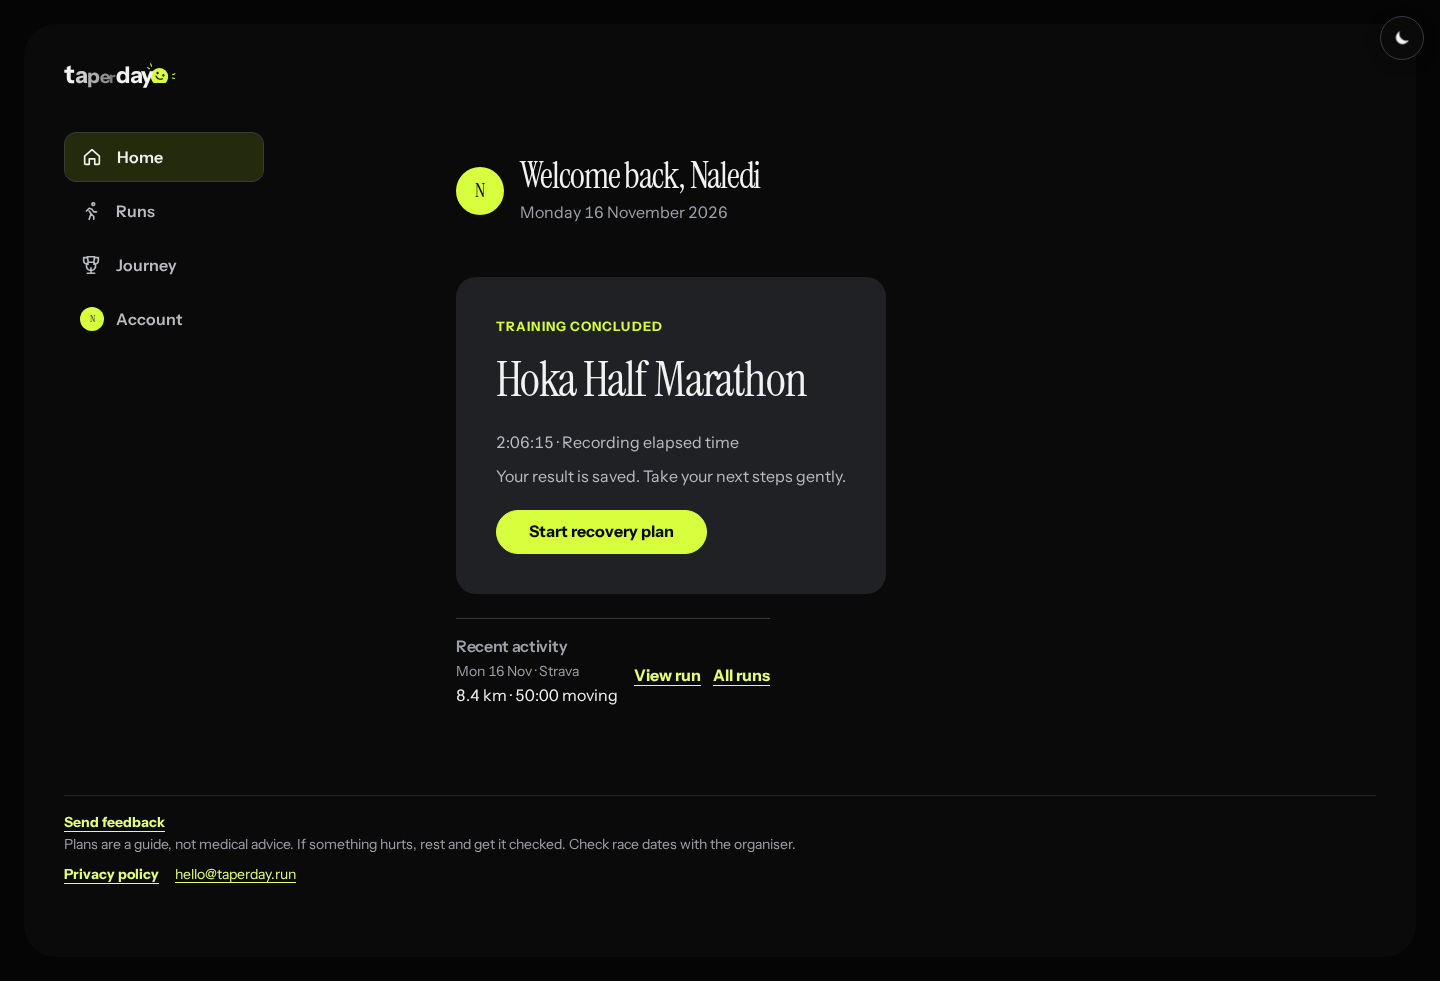 taperday
Home
Runs
Journey
N Account
N
Welcome back, Naledi
Monday 16 November 2026
TRAINING CONCLUDED
Hoka Half Marathon
2:06:15 · Recording elapsed time
Your result is saved. Take your next steps gently.
Start recovery plan
Recent activity
Mon 16 Nov · Strava
8.4 km · 50:00 moving
View run All runs
Send feedback
Plans are a guide, not medical advice. If something hurts, rest and get it checked. Check race dates with the organiser.
Privacy policy hello@taperday.run